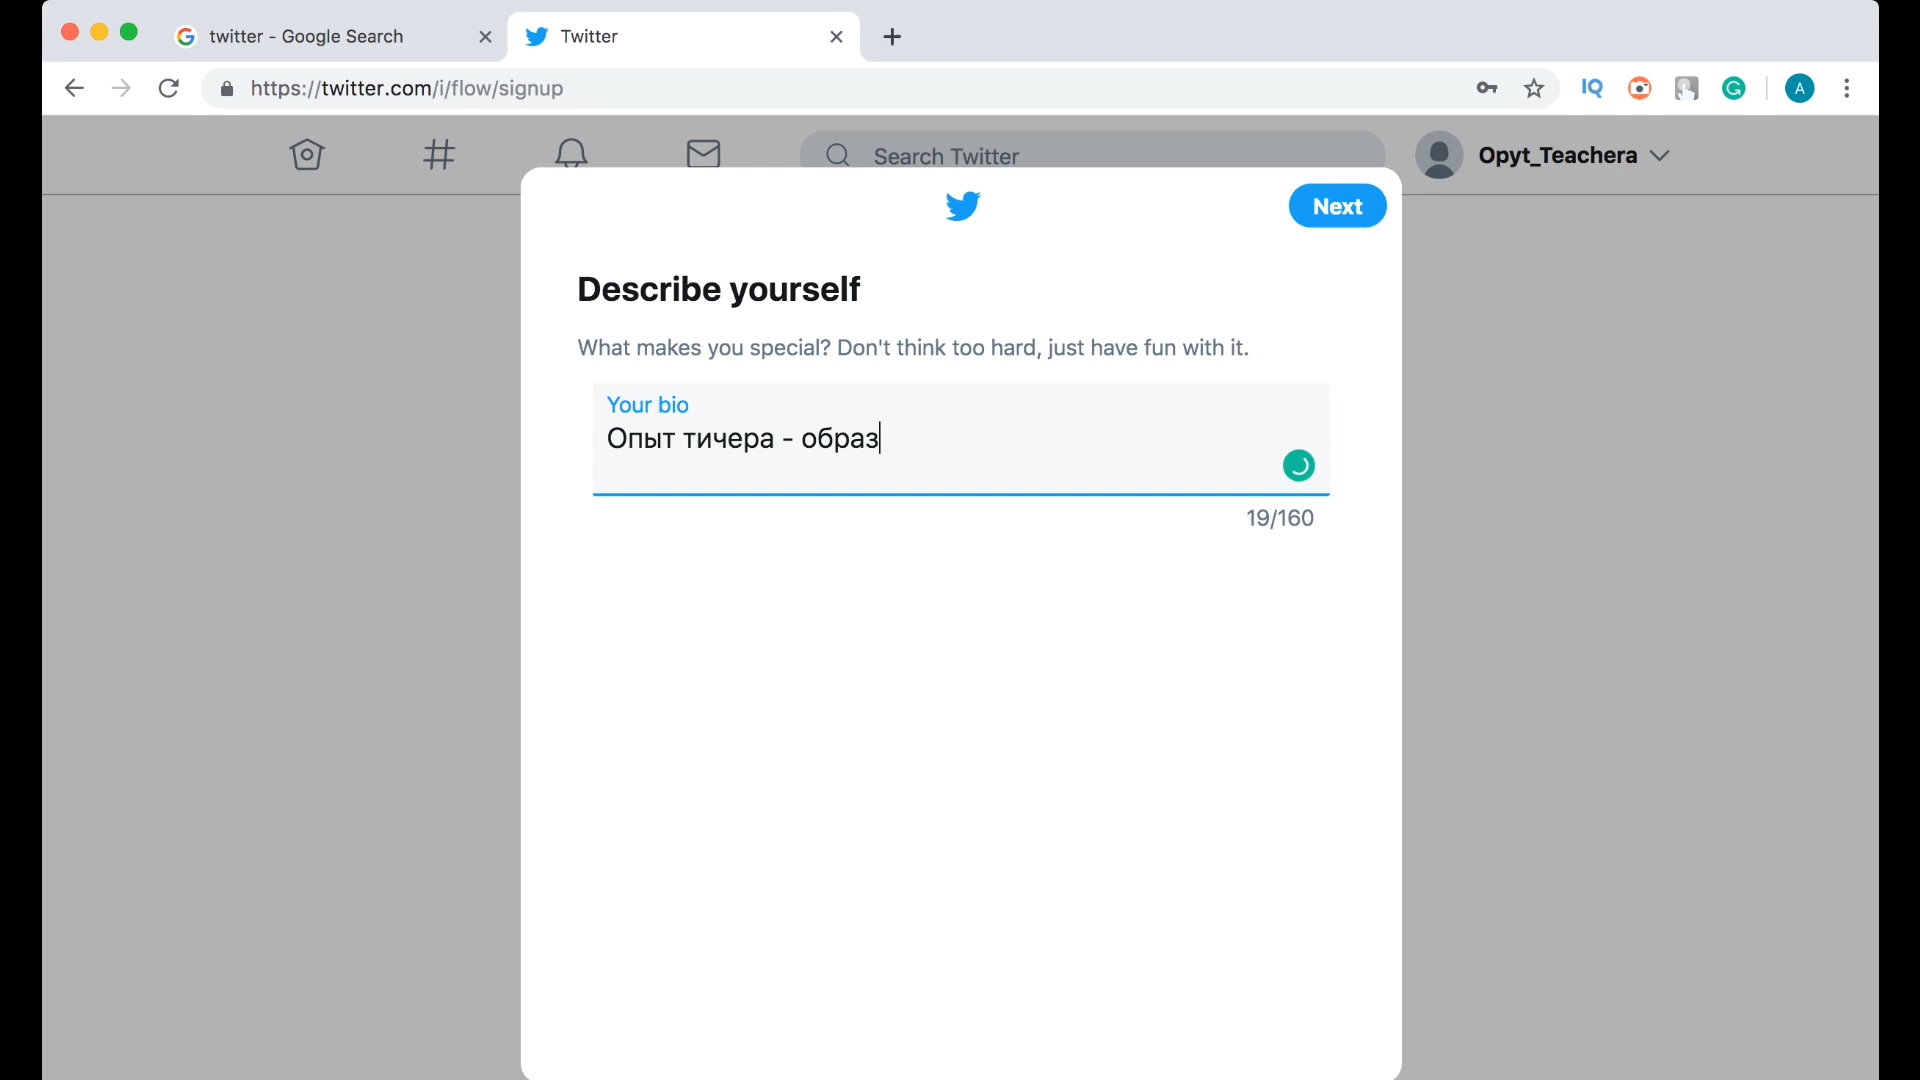 twitter - Google Search
Twitter
https://twitter.com/i/flow/signup
IQ
G
A
Search Twitter
Opyt_Teachera
Next
Describe yourself
What makes you special? Don't think too hard, just have fun with it.
Your bio
Опыт тичера - образ
19/160